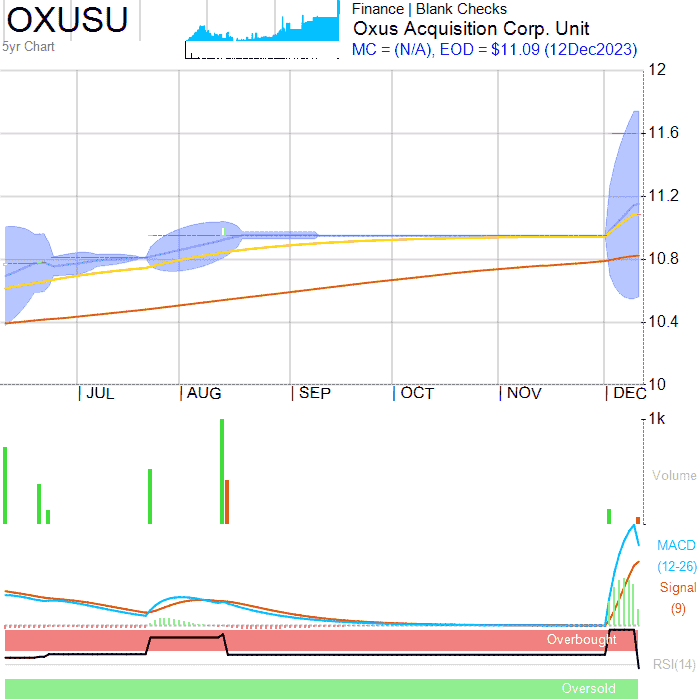 OXUSU
5yr Chart
Finance | Blank Checks
Oxus Acquisition Corp. Unit
MC = (N/A), EOD = $11.09 (12Dec2023)
12
11.6
11.2
10.8
10.4
10
| JUL | AUG | SEP | OCT | NOV | DEC
1k
Volume
MACD
(12-26)
Signal
(9)
Overbought
RSI(14)
Oversold